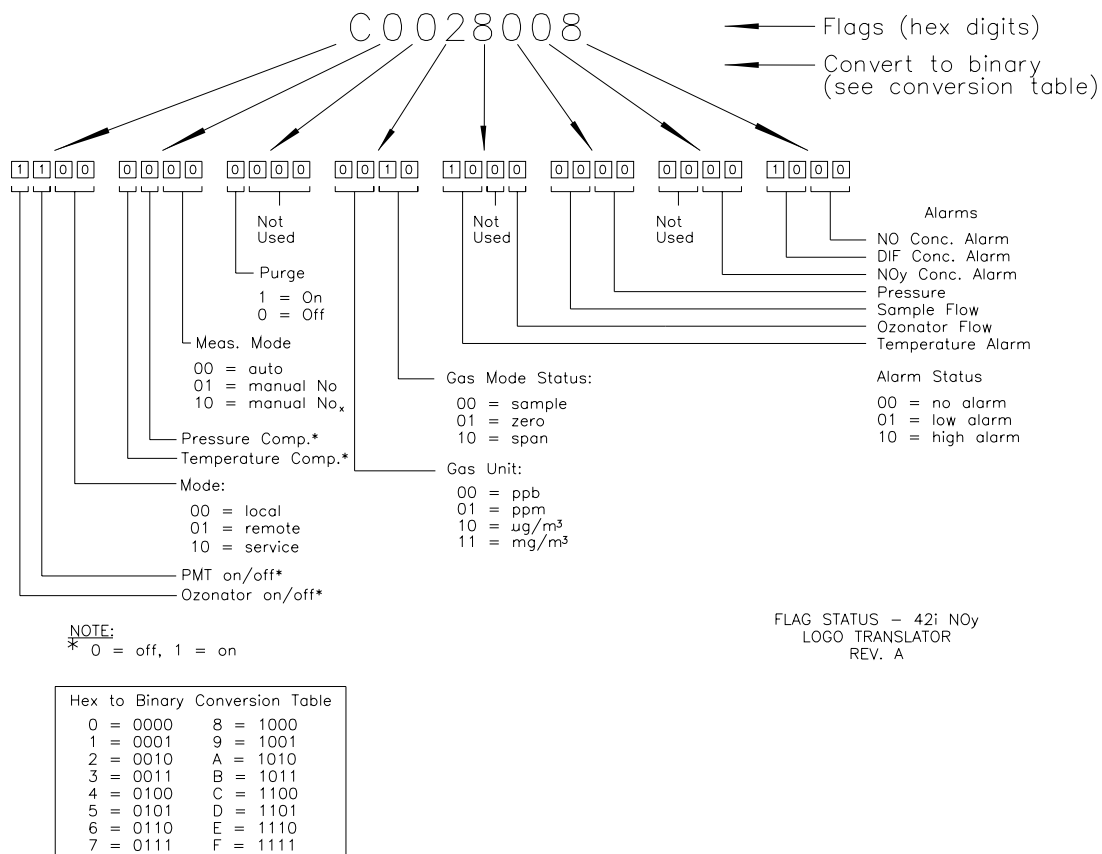 C0028008
Flags (hex digits)
Convert to binary
(see conversion table)
1 1 0 0 0 0 0 0 0 0 0 0 0 0 1 0 1 0 0 0 0 0 0 0 0 0 0 0 1 0 0 0
Not
Used
Not
Used
Not
Used
Purge
1 = On
0 = Off
Meas. Mode
00 = auto
01 = manual No
10 = manual Nox
Pressure Comp.*
Temperature Comp.*
Mode:
00 = local
01 = remote
10 = service
PMT on/off*
Ozonator on/off*
Gas Mode Status:
00 = sample
01 = zero
10 = span
Gas Unit:
00 = ppb
01 = ppm
10 = ug/m³
11 = mg/m³
Alarms
NO Conc. Alarm
DIF Conc. Alarm
NOy Conc. Alarm
Pressure
Sample Flow
Ozonator Flow
Temperature Alarm
Alarm Status
00 = no alarm
01 = low alarm
10 = high alarm
NOTE:
* 0 = off, 1 = on
FLAG STATUS – 42i NOy
LOGO TRANSLATOR
REV. A
Hex to Binary Conversion Table
0 = 0000 8 = 1000
1 = 0001 9 = 1001
2 = 0010 A = 1010
3 = 0011 B = 1011
4 = 0100 C = 1100
5 = 0101 D = 1101
6 = 0110 E = 1110
7 = 0111 F = 1111